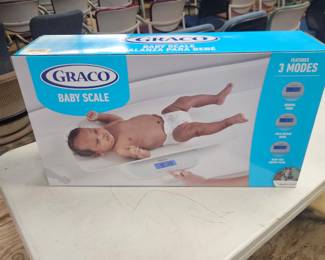 GRACO
BABY SCALE
BALANZA PARA BEBÉ
GRACO
BABY SCALE
FEATURES
3 MODES